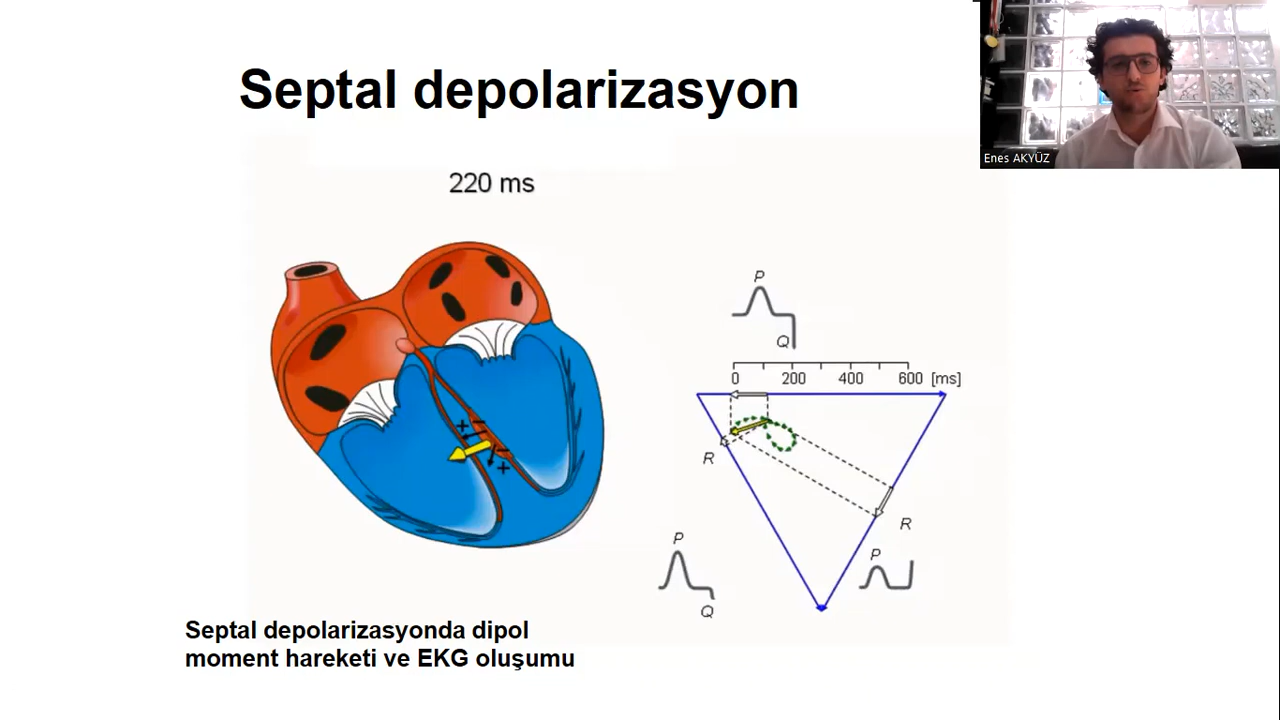 Septal depolarizasyon
Enes AKYÜZ
220 ms
P
Q
0 200 400 600 [ms]
R
R
P
Q
P
+
+
Septal depolarizasyonda dipol
moment hareketi ve EKG oluşumu